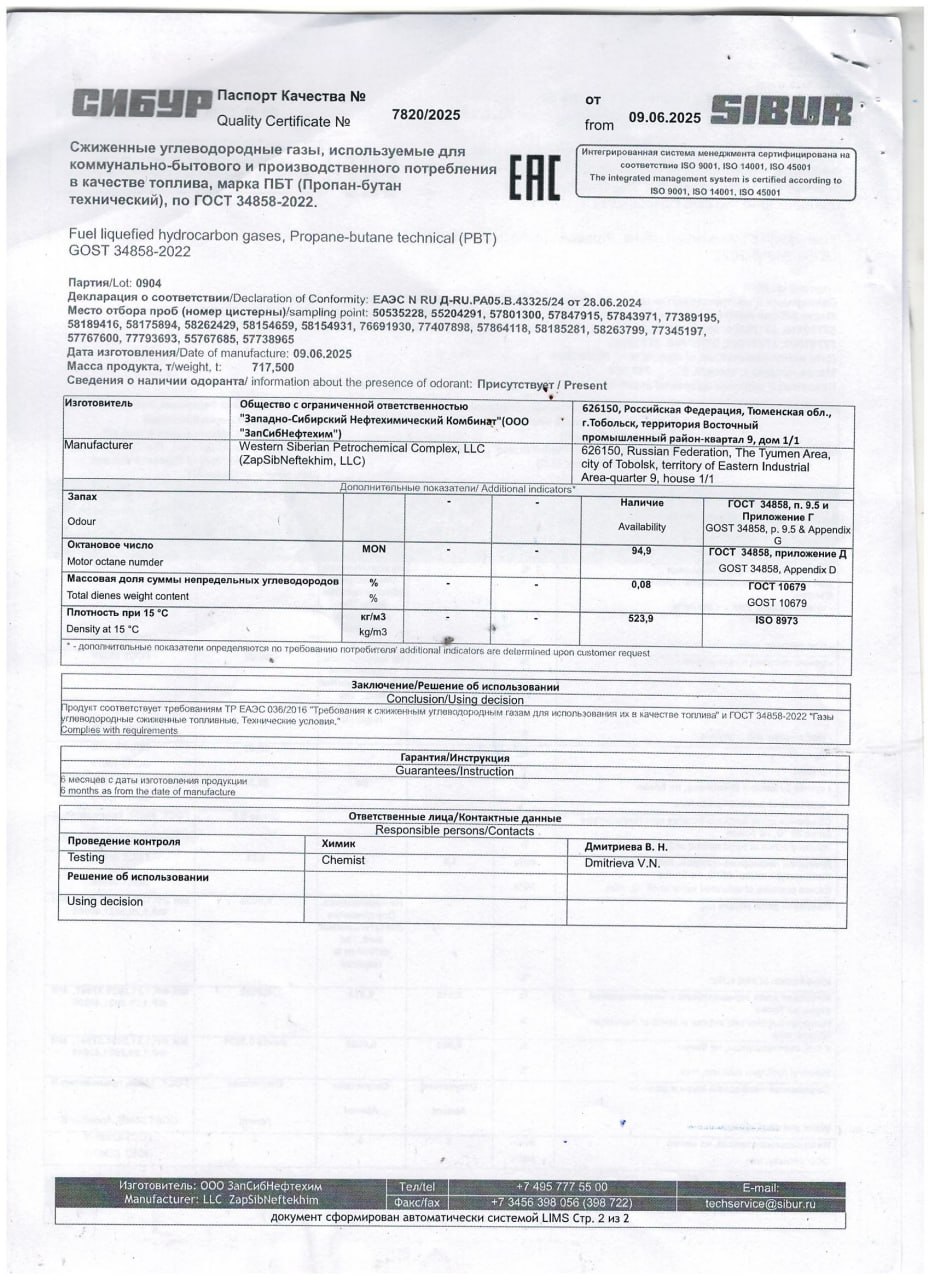 СИБУР
Паспорт Качества №
Quality Certificate №
7820/2025
от
from
09.06.2025
SIBUR
Сжиженные углеводородные газы, используемые для
коммунально-бытового и производственного потребления
в качестве топлива, марка ПБТ (Пропан-бутан
технический), по ГОСТ 34858-2022.
EAC
Интегрированная система менеджмента сертифицирована на
соответствие ISO 9001, ISO 14001, ISO 45001
The integrated management system is certified according to
ISO 9001, ISO 14001, ISO 45001
Fuel liquefied hydrocarbon gases, Propane-butane technical (PBT)
GOST 34858-2022
Партия/Lot: 0904
Декларация о соответствии/Declaration of Conformity: ЕАЭС N RU Д-RU.РА05.В.43325/24 от 28.06.2024
Место отбора проб (номер цистерны)/sampling point: 50535228, 55204291, 57801300, 57847915, 57843971, 77389195,
58189416, 58175894, 58262429, 58154659, 58154931, 76691930, 77407898, 57864118, 58185281, 58263799, 77345197,
57767600, 77793693, 55767685, 57738965
Дата изготовления/Date of manufacture: 09.06.2025
Масса продукта, т/weight, t: 717,500
Сведения о наличии одоранта/ information about the presence of odorant: Присутствует / Present
Изготовитель
Общество с ограниченной ответственностью
"Западно-Сибирский Нефтехимический Комбинат"(ООО
"ЗапСибНефтехим")
626150, Российская Федерация, Тюменская обл.,
г.Тобольск, территория Восточный
промышленный район-квартал 9, дом 1/1
Manufacturer
Western Siberian Petrochemical Complex, LLC
(ZapSibNeftekhim, LLC)
626150, Russian Federation, The Tyumen Area,
city of Tobolsk, territory of Eastern Industrial
Area-quarter 9, house 1/1
Дополнительные показатели/ Additional indicators*
Запах
Odour
- -
Наличие
Availability
ГОСТ 34858, п. 9.5 и
Приложение Г
GOST 34858, p. 9.5 & Appendix
G
Октановое число MON - - 94,9 ГОСТ 34858, приложение Д
Motor octane numder GOST 34858, Appendix D
Массовая доля суммы непредельных углеводородов % - - 0,08 ГОСТ 10679
Total dienes weight content % GOST 10679
Плотность при 15 °C кг/м3 - - 523,9 ISO 8973
Density at 15 °C kg/m3
* - дополнительные показатели определяются по требованию потребителя/ additional indicators are determined upon customer request
Заключение/Решение об использовании
Conclusion/Using decision
Продукт соответствует требованиям ТР ЕАЭС 036/2016 "Требования к сжиженным углеводородным газам для использования их в качестве топлива" и ГОСТ 34858-2022 "Газы
углеводородные сжиженные топливные. Технические условия."
Complies with requirements
Гарантия/Инструкция
Guarantees/Instruction
6 месяцев с даты изготовления продукции
6 months as from the date of manufacture
Ответственные лица/Контактные данные
Responsible persons/Contacts
Проведение контроля Химик Дмитриева В. Н.
Testing Chemist Dmitrieva V.N.
Решение об использовании
Using decision
Изготовитель: ООО ЗапСибНефтехим Тел/tel +7 495 777 55 00 E-mail:
Manufacturer: LLC ZapSibNeftekhim Факс/fax +7 3456 398 056 (398 722) techservice@sibur.ru
документ сформирован автоматически системой LIMS Стр. 2 из 2